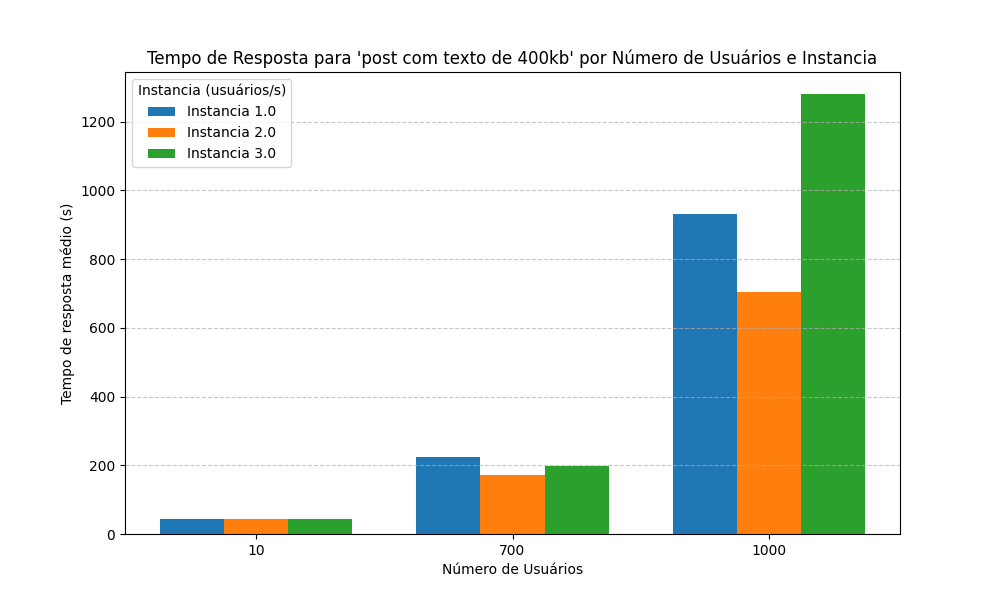 Tempo de Resposta para 'post com texto de 400kb' por Número de Usuários e Instancia
Instancia (usuários/s)
Instancia 1.0
Instancia 2.0
Instancia 3.0
Tempo de resposta médio (s)
1200
1000
800
600
400
200
0
10
700
1000
Número de Usuários